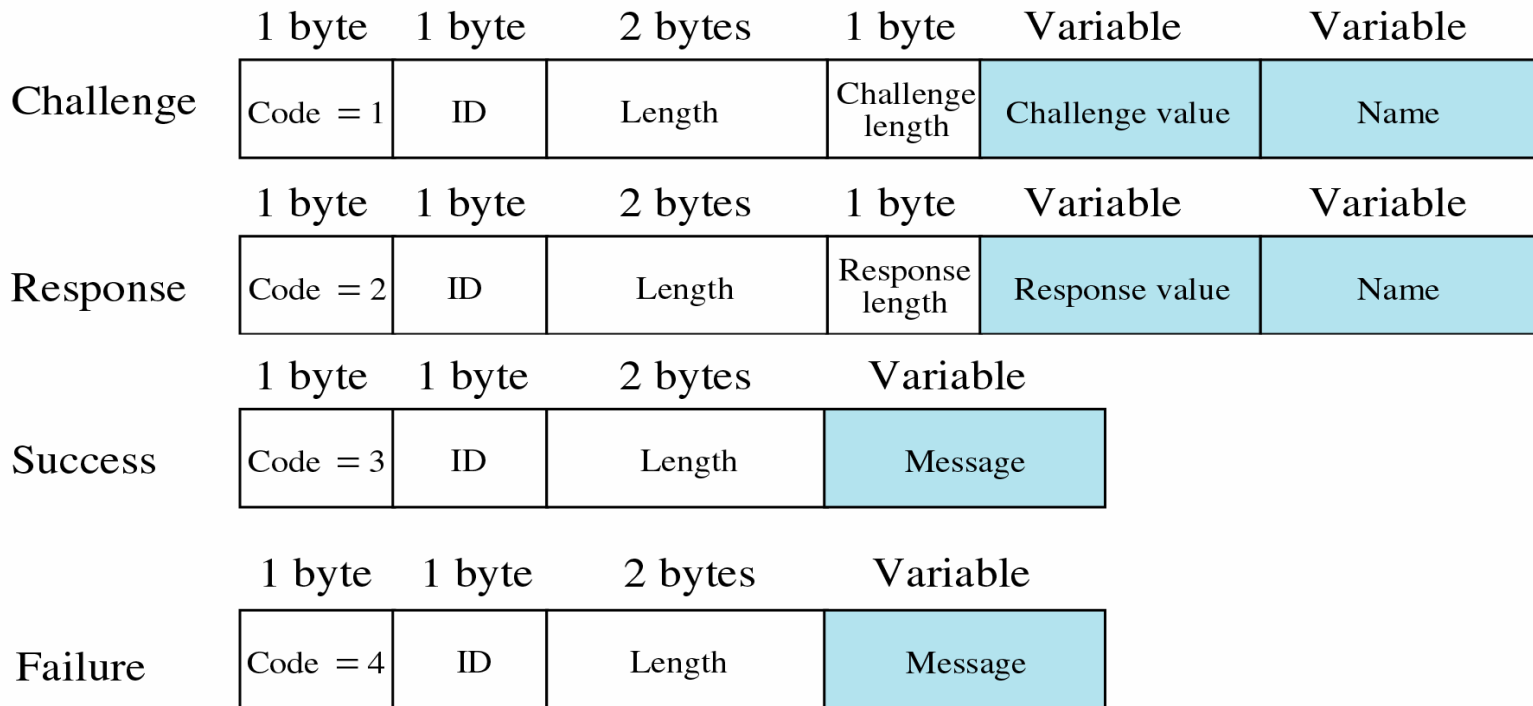 1 byte 1 byte 2 bytes 1 byte Variable Variable
Challenge
Code = 1
ID
Length
Challenge
length
Challenge value
Name
1 byte 1 byte 2 bytes 1 byte Variable Variable
Response
Code = 2
ID
Length
Response
length
Response value
Name
1 byte 1 byte 2 bytes Variable
Success
Code = 3
ID
Length
Message
1 byte 1 byte 2 bytes Variable
Failure
Code = 4
ID
Length
Message